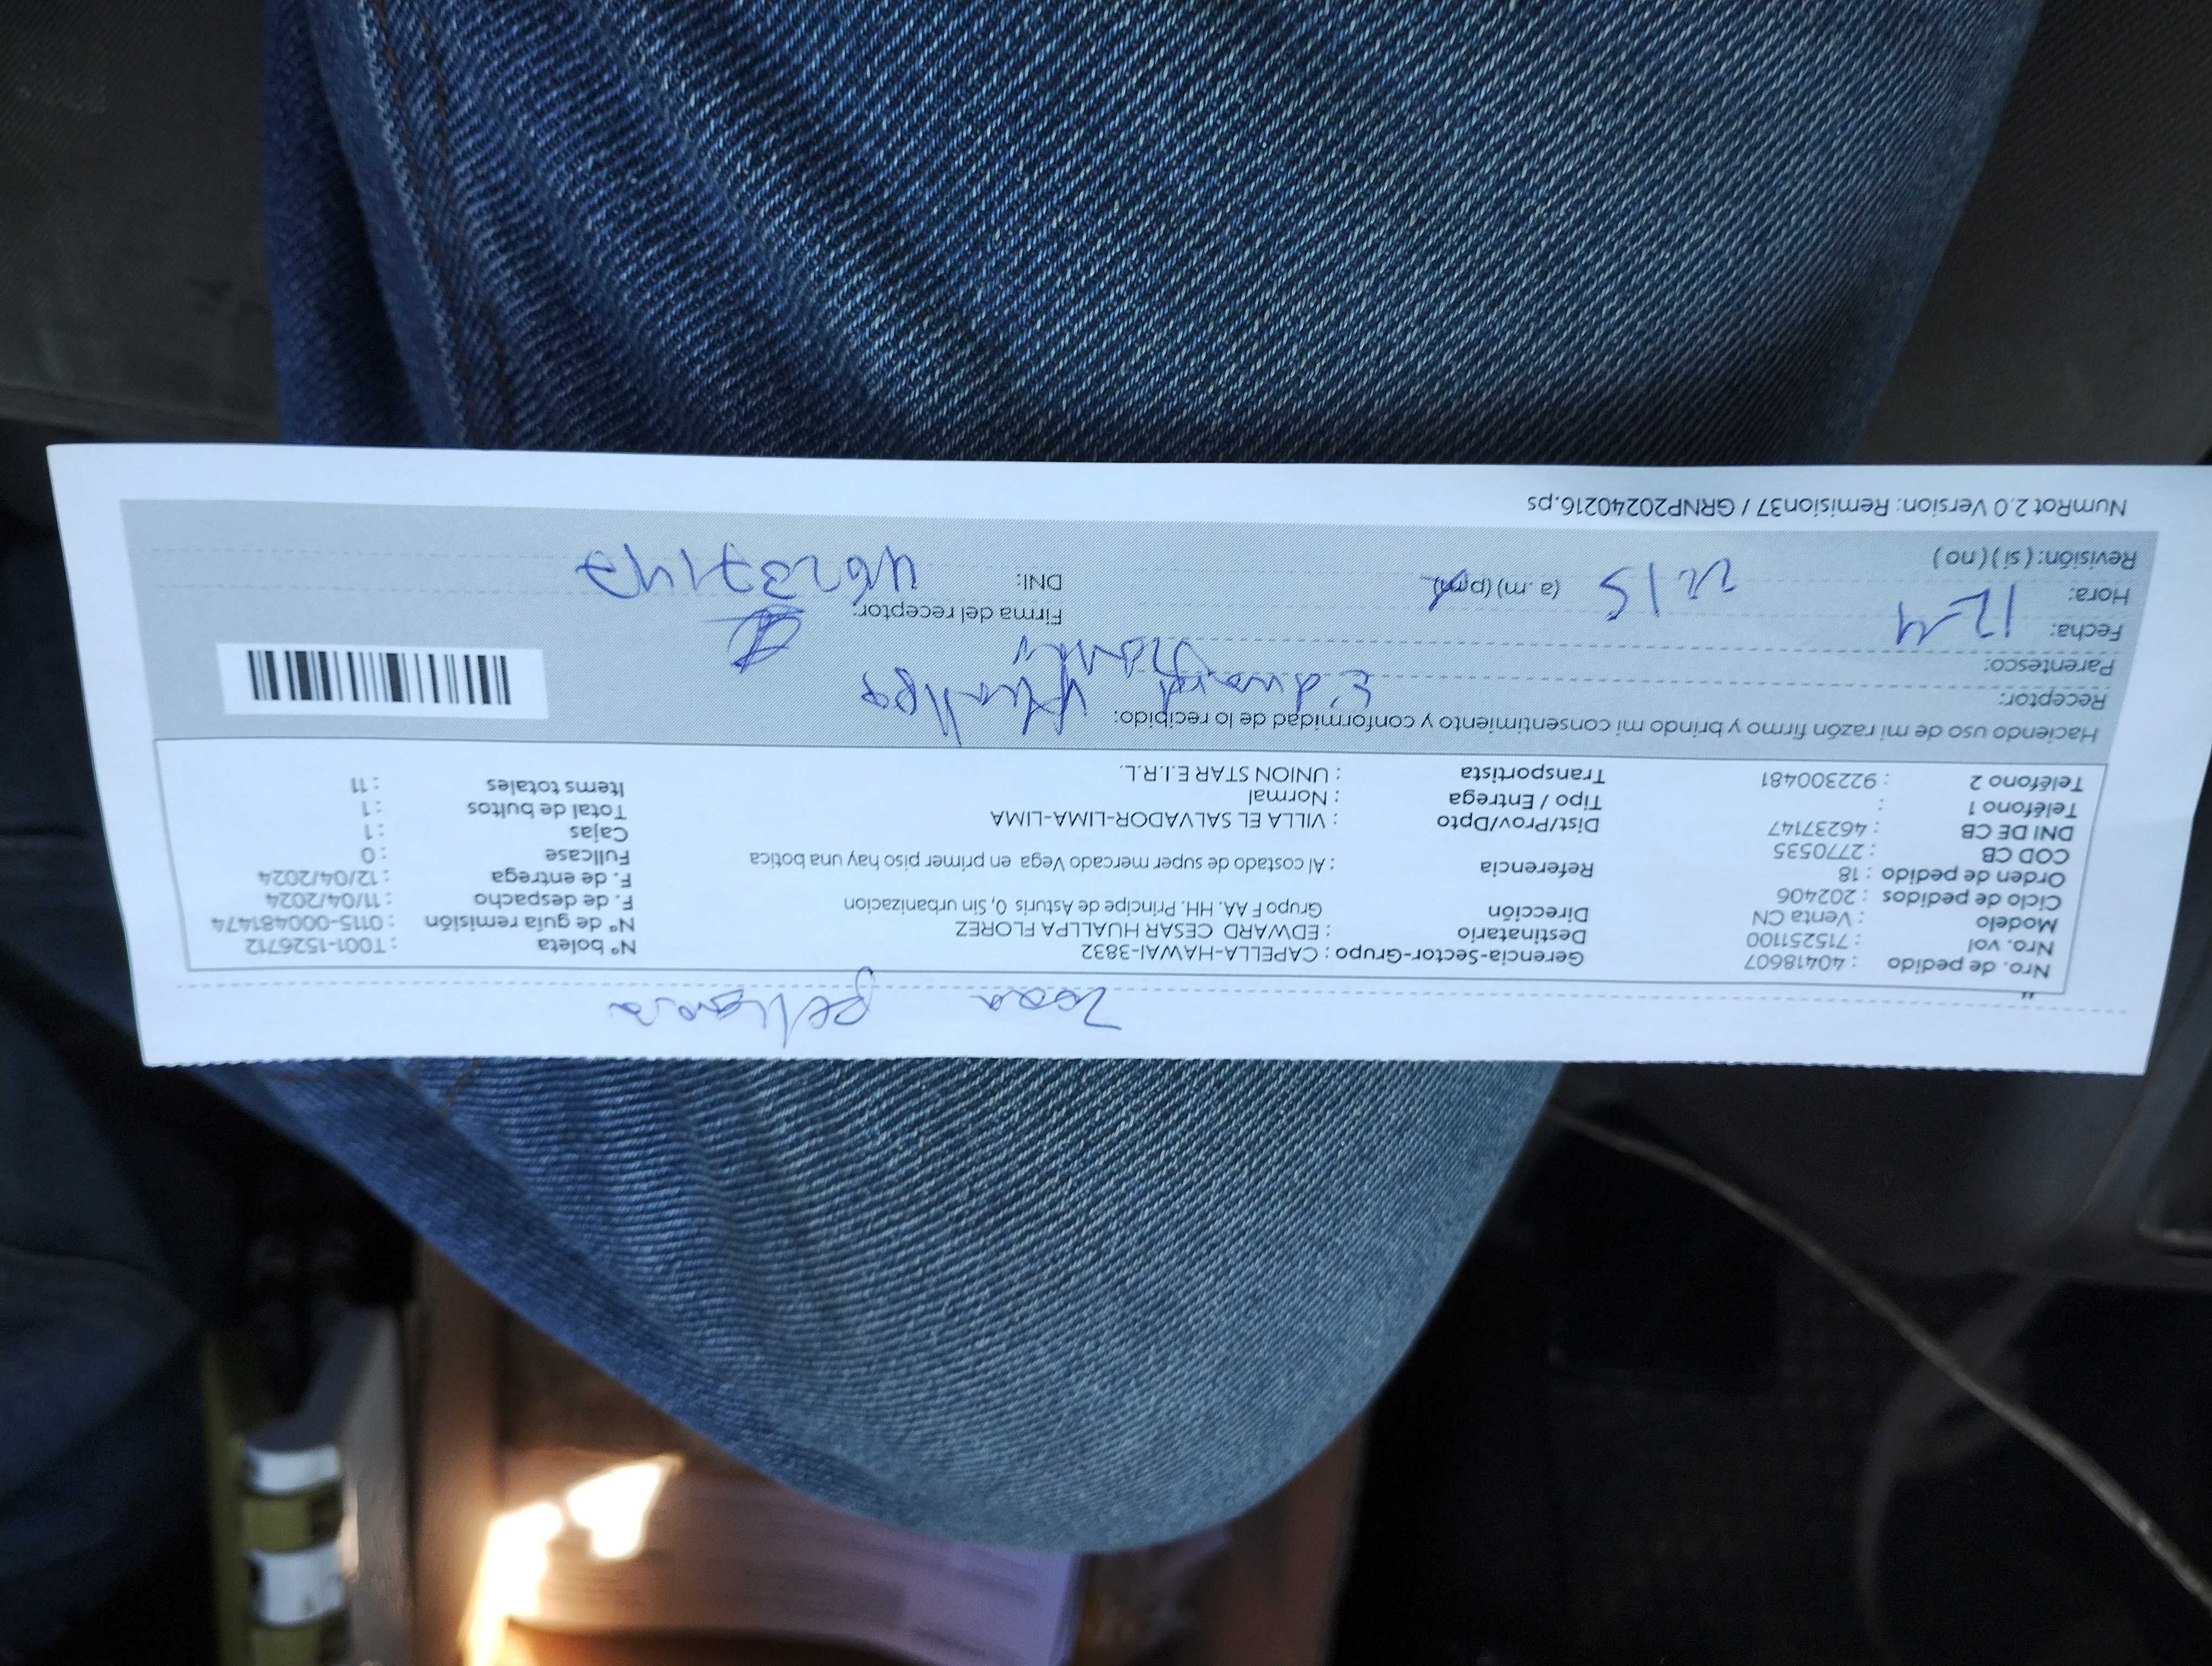 Zona peligrosa
Nro. de pedido : 40418607
Nro. vol : 715251100
Modelo : Venta CN
Ciclo de pedidos : 202406
Orden de pedido : 18
COD CB : 2770535
DNI DE CB : 46237147
Teléfono 1 :
Teléfono 2 : 922300481
Gerencia-Sector-Grupo : CAPELLA-HAWAI-3832
Destinatario : EDWARD CESAR HUALLPA FLOREZ
Dirección Grupo F AA. HH. Principe de Asturis 0, Sin urbanizacion
Referencia : Al costado de super mercado Vega en primer piso hay una botica
Dist/Prov/Dpto : VILLA EL SALVADOR-LIMA-LIMA
Tipo / Entrega : Normal
Transportista : UNION STAR E.I.R.L.
Nº boleta : T001-1526712
Nº de guía remisión : 0115-000481474
F. de despacho : 11/04/2024
F. de entrega : 12/04/2024
Fullcase : 0
Cajas : 1
Total de bultos : 1
Items totales : 11
Haciendo uso de mi razón firmo y brindo mi consentimiento y conformidad de lo recibido:
Receptor: Eduard Huallpa
Parentesco:
Fecha: 12-4
Firma del receptor:
Hora: (a .m) (p.m)
DNI: 46237147
Revisión: ( si ) ( no )
NumRot 2.0 Version: Remision37 / GRNP20240216.ps